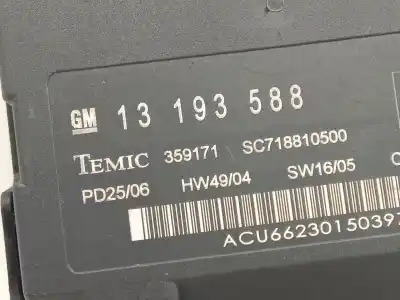 GM 13 193 588
TEMIC 359171 SC718810500
PD25/06 HW49/04 SW16/05
ACU6623015039